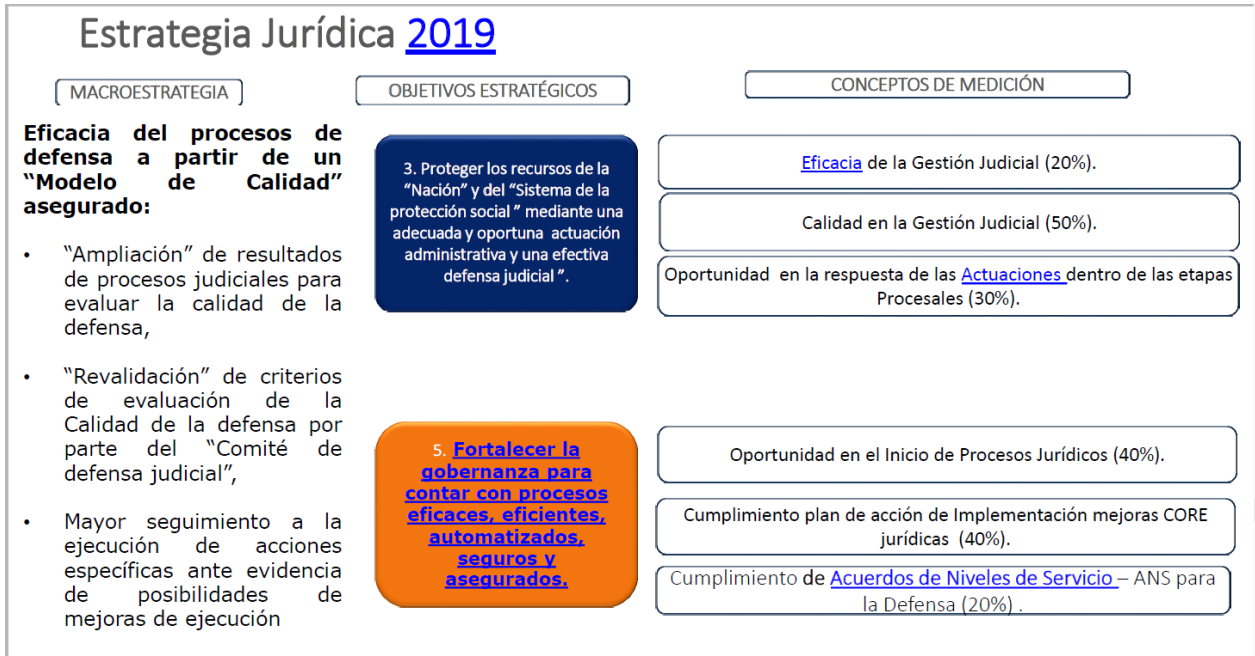 Estrategia Jurídica 2019
MACROESTRATEGIA
OBJETIVOS ESTRATÉGICOS
CONCEPTOS DE MEDICIÓN
Eficacia del procesos de
defensa a partir de un
“Modelo de Calidad”
asegurado:
• “Ampliación” de resultados
de procesos judiciales para
evaluar la calidad de la
defensa,
• “Revalidación” de criterios
de evaluación de la
Calidad de la defensa por
parte del “Comité de
defensa judicial”,
• Mayor seguimiento a la
ejecución de acciones
específicas ante evidencia
de posibilidades de
mejoras de ejecución
3. Proteger los recursos de la
“Nación” y del “Sistema de la
protección social ” mediante una
adecuada y oportuna actuación
administrativa y una efectiva
defensa judicial ”.
Eficacia de la Gestión Judicial (20%).
Calidad en la Gestión Judicial (50%).
Oportunidad en la respuesta de las Actuaciones dentro de las etapas
Procesales (30%).
5. Fortalecer la
gobernanza para
contar con procesos
eficaces, eficientes,
automatizados,
seguros y
asegurados.
Oportunidad en el Inicio de Procesos Jurídicos (40%).
Cumplimiento plan de acción de Implementación mejoras CORE
jurídicas (40%).
Cumplimiento de Acuerdos de Niveles de Servicio – ANS para
la Defensa (20%) .